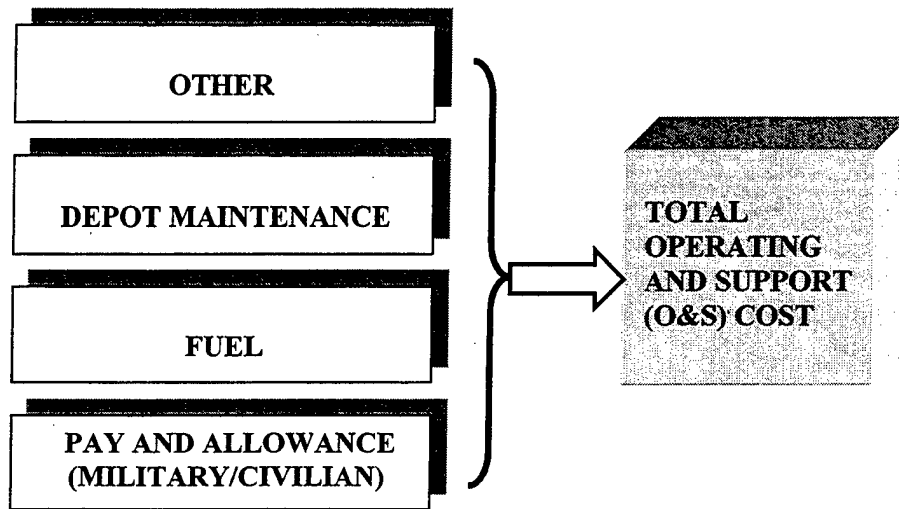 OTHER
DEPOT MAINTENANCE
FUEL
PAY AND ALLOWANCE
(MILITARY/CIVILIAN)
TOTAL
OPERATING
AND SUPPORT
(O&S) COST